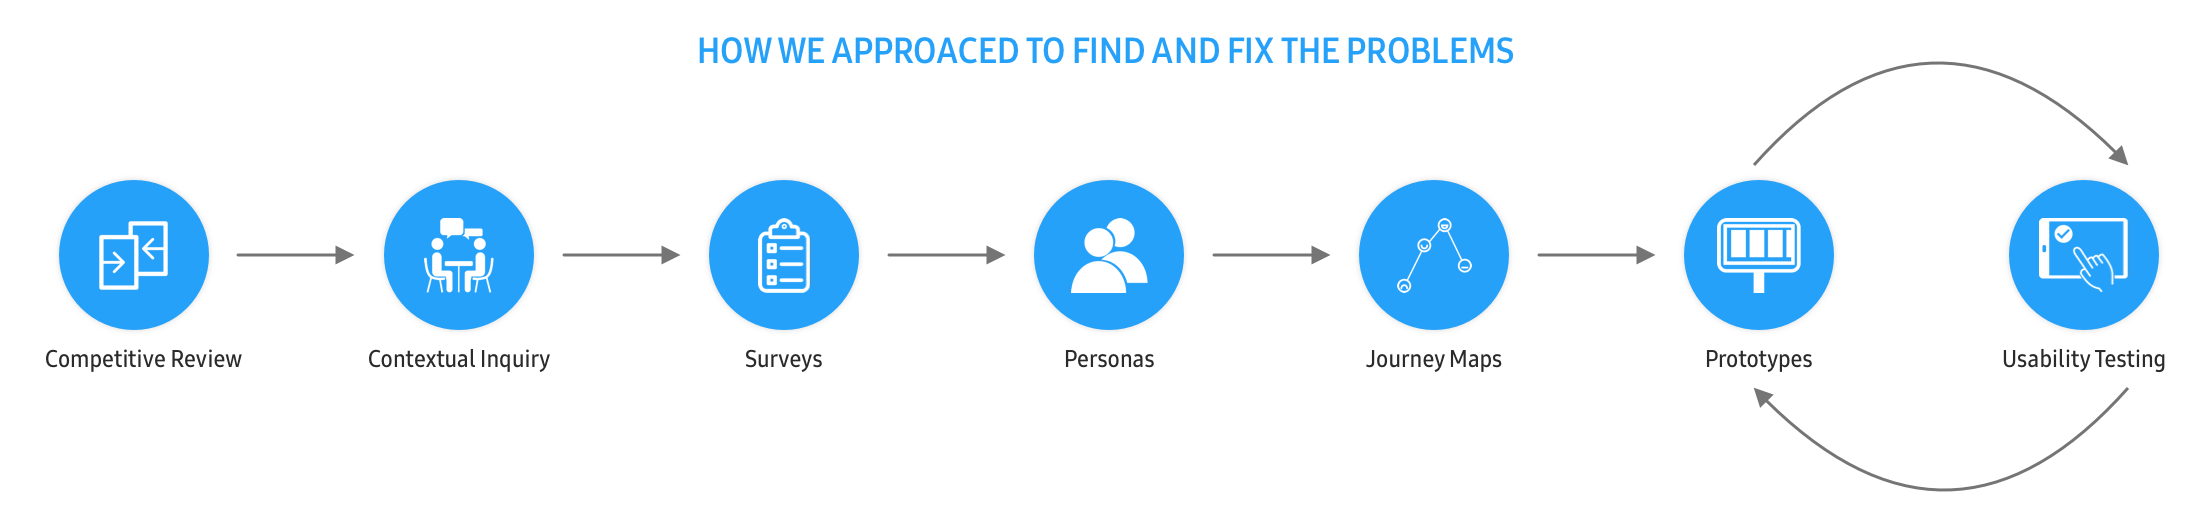 HOW WE APPROACED TO FIND AND FIX THE PROBLEMS
Competitive Review
Contextual Inquiry
Surveys
Personas
Journey Maps
Prototypes
Usability Testing